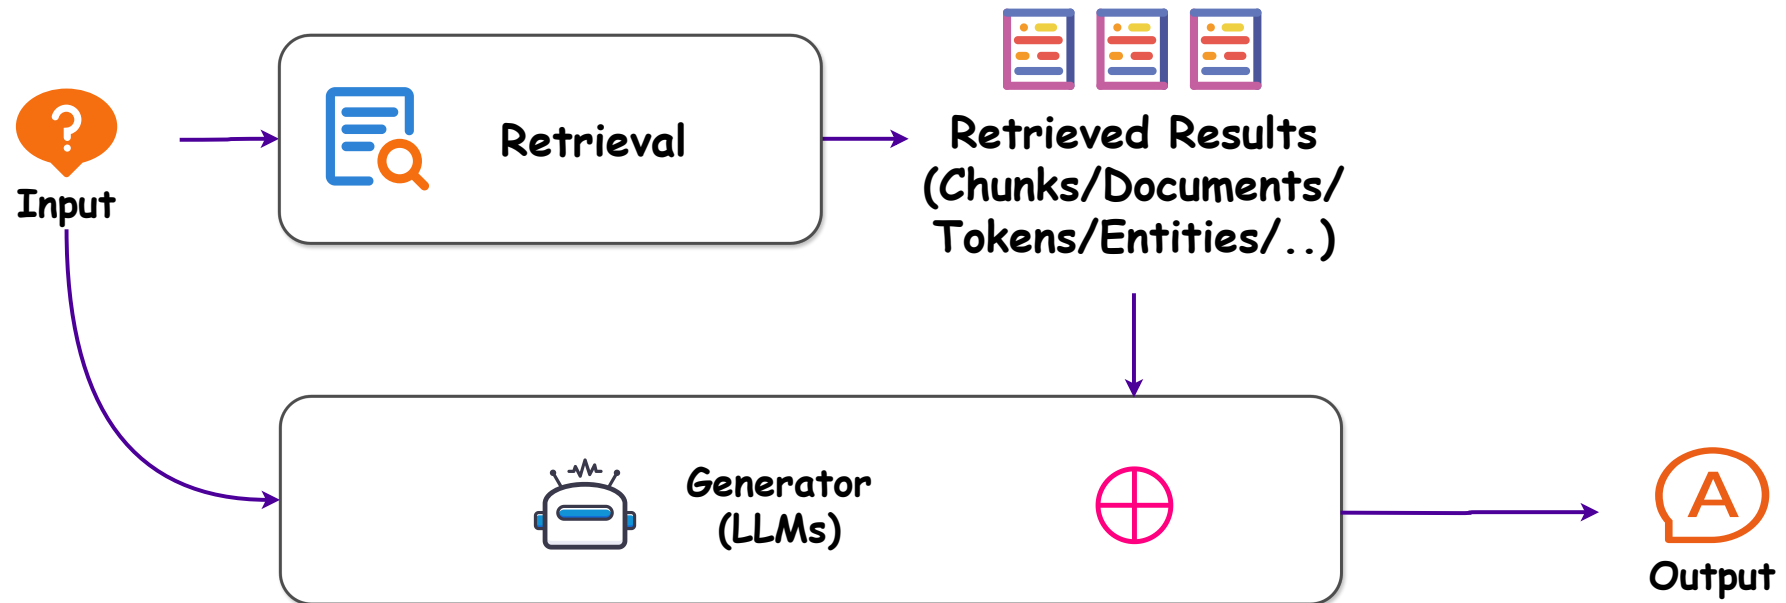 ?
Input
Retrieval
Retrieved Results
(Chunks/Documents/
Tokens/Entities/..)
Generator
(LLMs)
A
Output